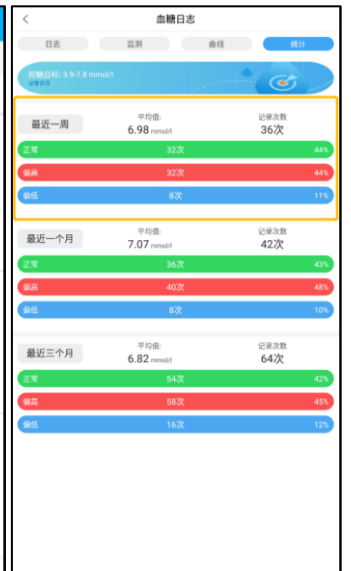 血糖日志
日志 监测 曲线 统计
控糖目标: 3.9-7.8 mmol/l
最近一周 平均值: 记录次数
6.98 mmol/l 36次
正常 32次 44%
偏高 32次 44%
偏低 8次 11%
最近一个月 平均值: 记录次数
7.07 mmol/l 42次
正常 36次 43%
偏高 40次 48%
偏低 8次 10%
最近三个月 平均值: 记录次数
6.82 mmol/l 64次
正常 54次 42%
偏高 58次 45%
偏低 16次 12%